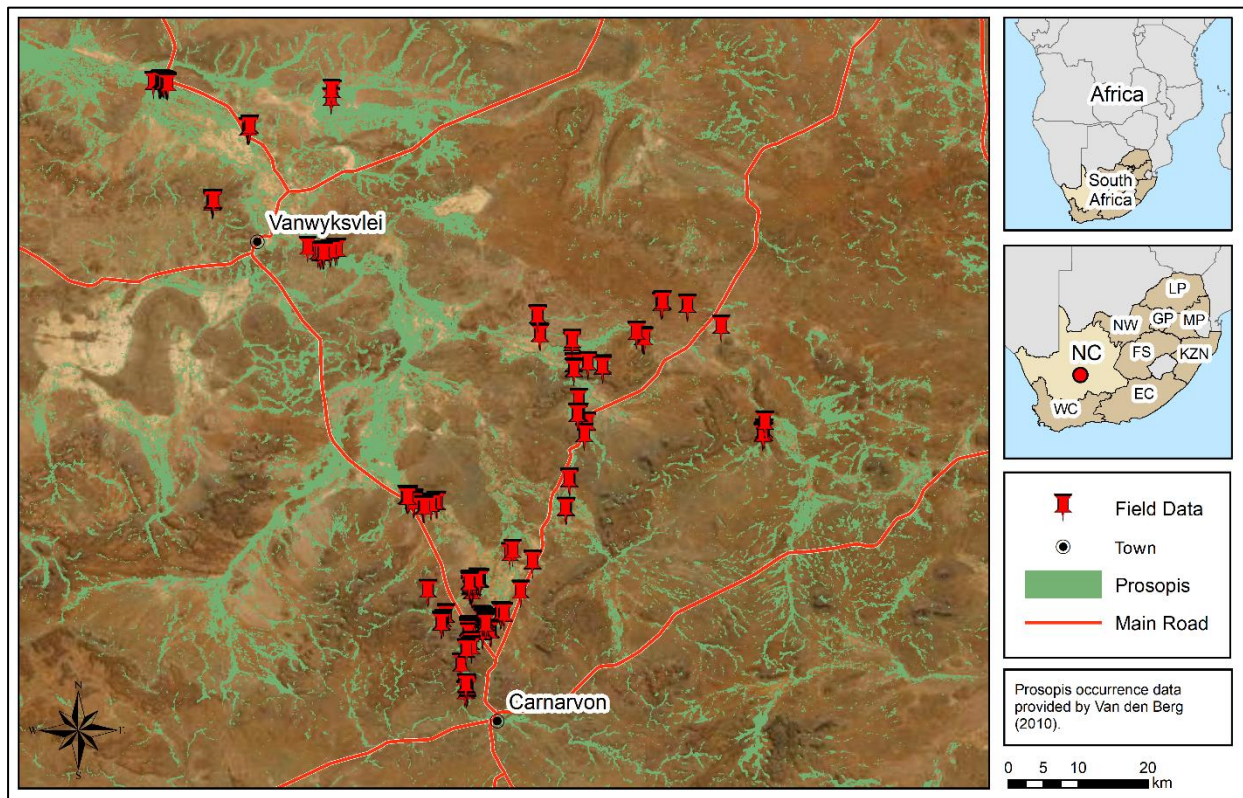 Vanwyksvlei
Carnarvon
N
W
E
S
Africa
South
Africa
LP
NW
GP
MP
NC
FS
KZN
WC
EC
Field Data
Town
Prosopis
Main Road
Prosopis occurrence data
provided by Van den Berg
(2010).
0 5 10 20
km